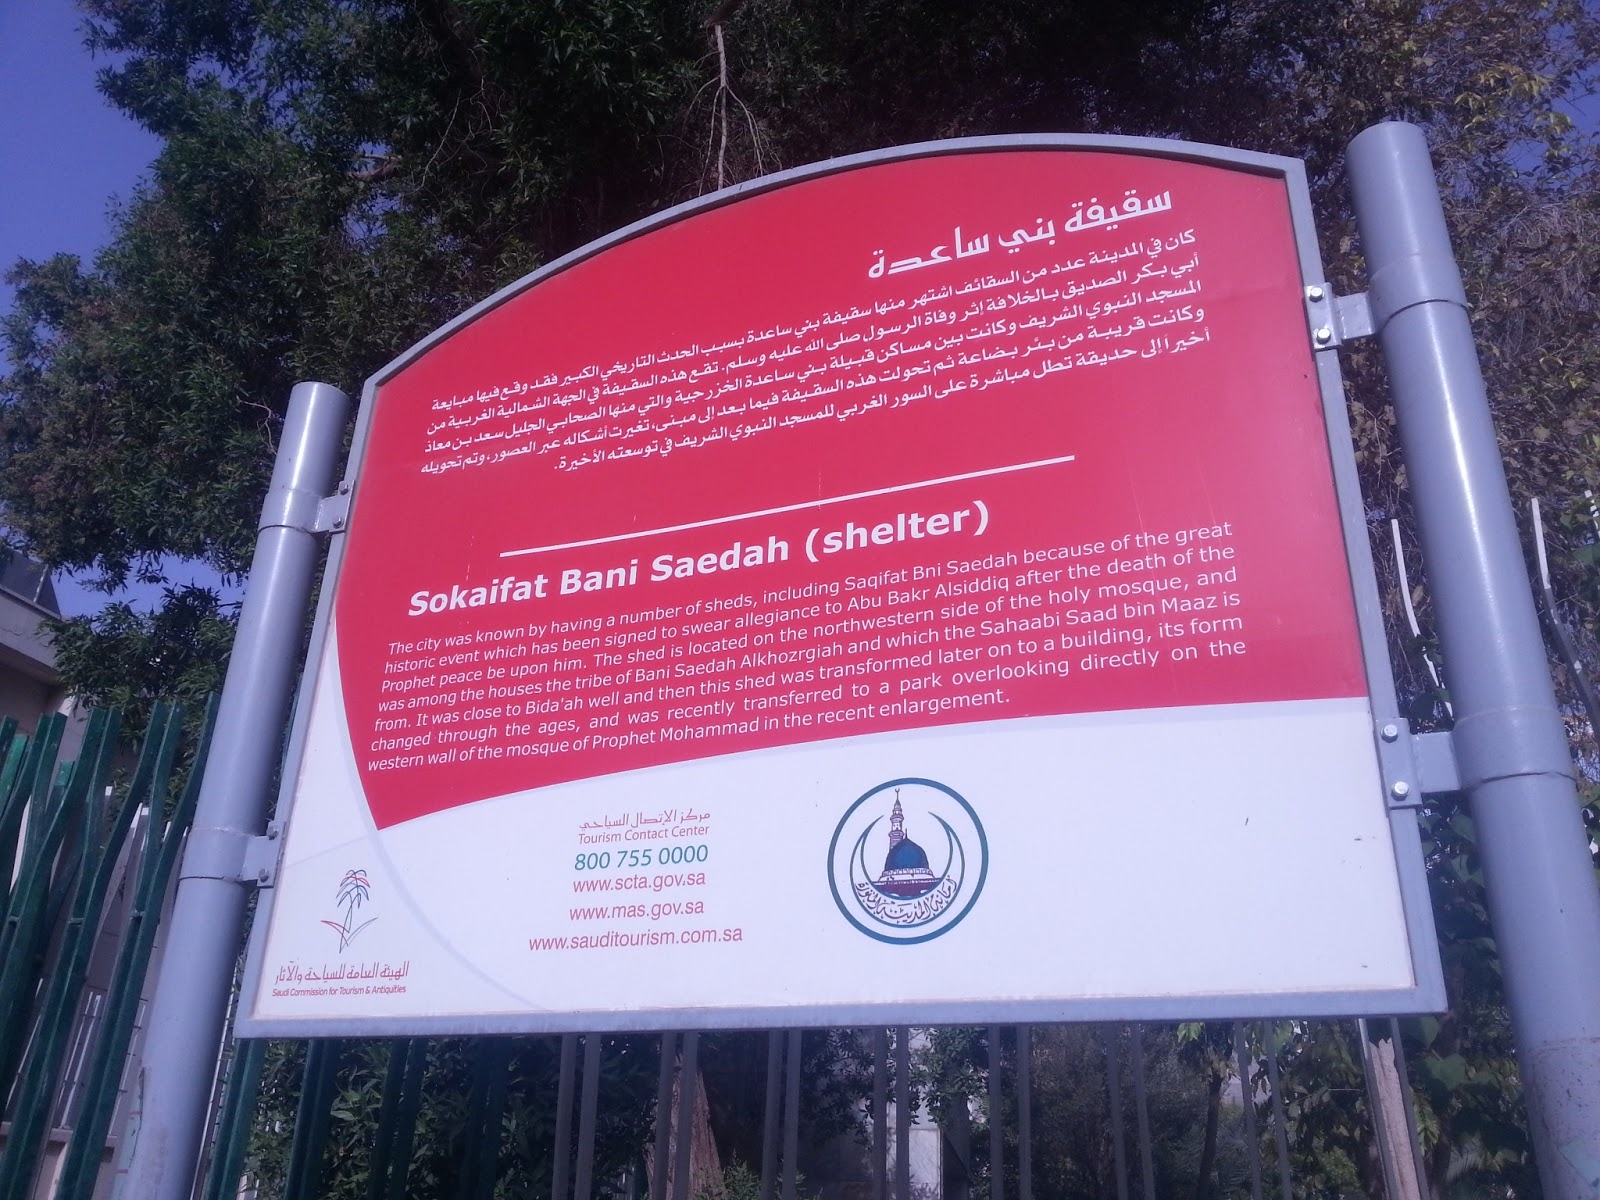 سقيفة بني ساعدة
كان في المدينة عدد من السقائف اشتهر منها سقيفة بني ساعدة بسبب الحدث التاريخي الكبير فقد وقع فيها مبايعة
أبي بكر الصديق بالخلافة إثر وفاة الرسول صلى الله عليه وسلم. تقع هذه السقيفة في الجهة الشمالية الغربية من
المسجد النبوي الشريف وكانت بين مساكن قبيلة بني ساعدة الخزرجية والتي منها الصحابي الجليل سعد بن معاذ
وكانت قريبة من بئر بضاعة ثم تحولت هذه السقيفة فيما بعد إلى مبنى، تغيرت أشكاله عبر العصور، وتم تحويله
أخيراً إلى حديقة تطل مباشرة على السور الغربي للمسجد النبوي الشريف في توسعته الأخيرة.
Sokaifat Bani Saedah (shelter)
The city was known by having a number of sheds, including Saqifat Bni Saedah because of the great
historic event which has been signed to swear allegiance to Abu Bakr Alsiddiq after the death of the
Prophet peace be upon him. The shed is located on the northwestern side of the holy mosque, and
was among the houses the tribe of Bani Saedah Alkhozrgiah and which the Sahaabi Saad bin Maaz is
from. It was close to Bida'ah well and then this shed was transformed later on to a building, its form
changed through the ages, and was recently transferred to a park overlooking directly on the
western wall of the mosque of Prophet Mohammad in the recent enlargement.
مركز الإتصال السياحي
Tourism Contact Center
800 755 0000
www.scta.gov.sa
www.mas.gov.sa
www.sauditourism.com.sa
الهيئة العامة للسياحة والآثار
Saudi Commission for Tourism & Antiquities
أمانة المدينة المنورة